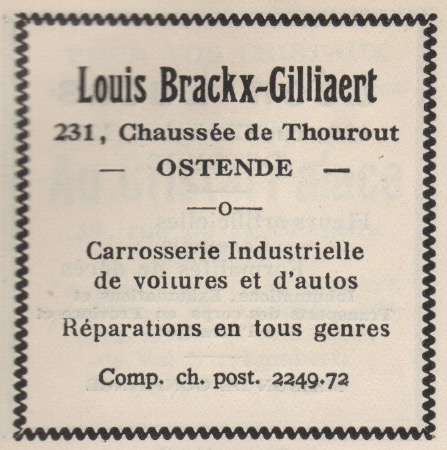 Louis Brackx-Gilliaert
231, Chaussée de Thourout
— OSTENDE —
—o—
Carrosserie Industrielle
de voitures et d'autos
Réparations en tous genres
Comp. ch. post. 2249.72